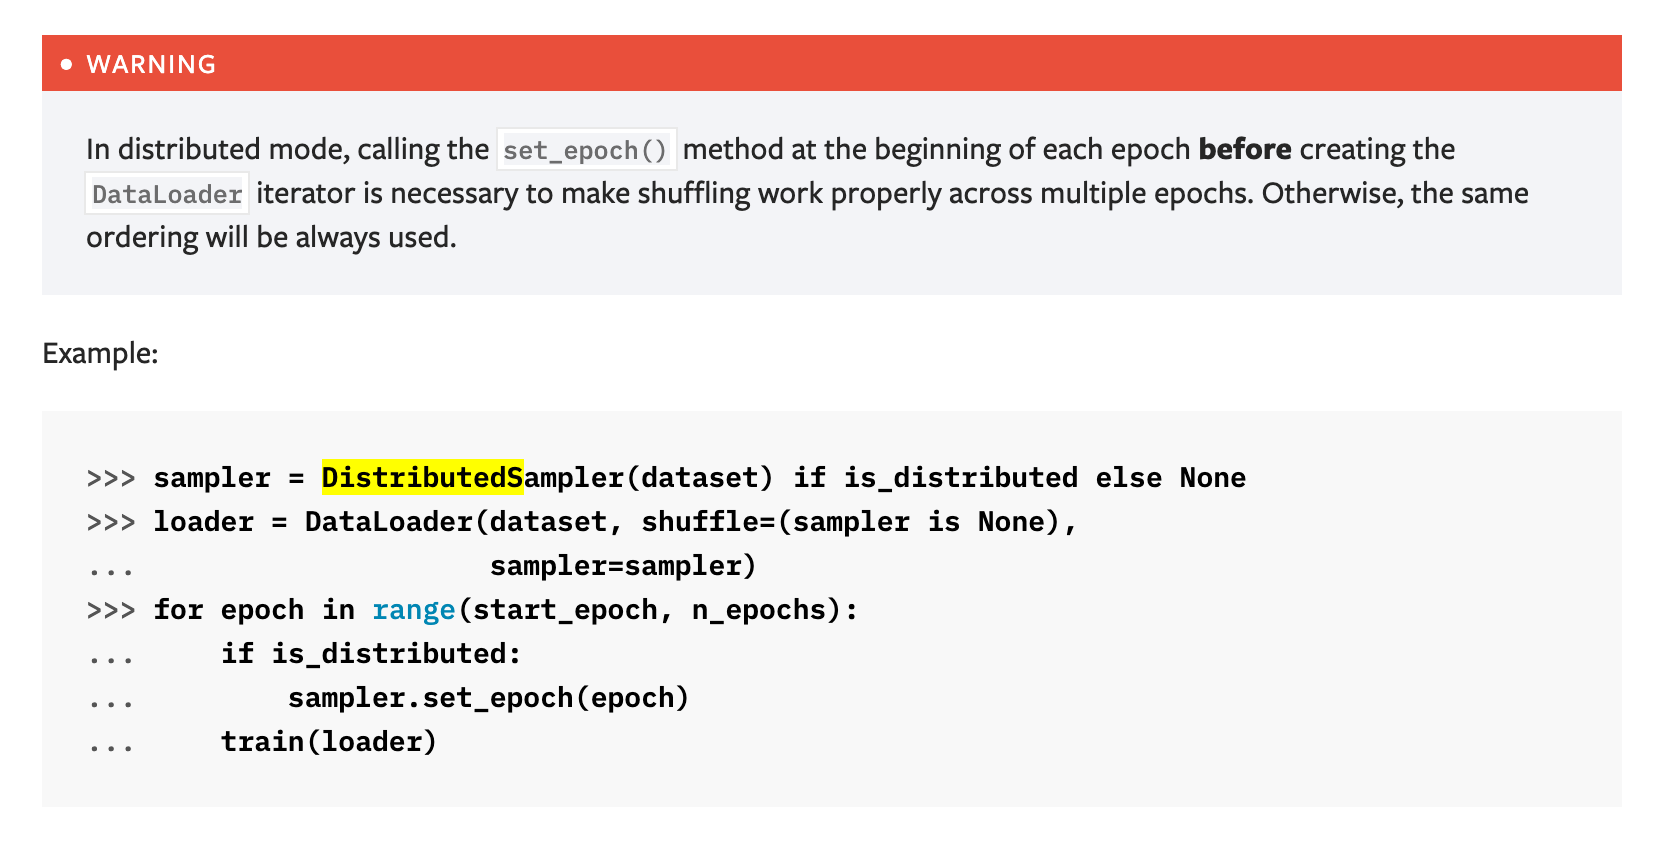 WARNING
In distributed mode, calling the set_epoch() method at the beginning of each epoch before creating the
DataLoader iterator is necessary to make shuffling work properly across multiple epochs. Otherwise, the same
ordering will be always used.
Example:
>>> sampler = DistributedSampler(dataset) if is_distributed else None
>>> loader = DataLoader(dataset, shuffle=(sampler is None),
...                     sampler=sampler)
>>> for epoch in range(start_epoch, n_epochs):
...     if is_distributed:
...         sampler.set_epoch(epoch)
...     train(loader)